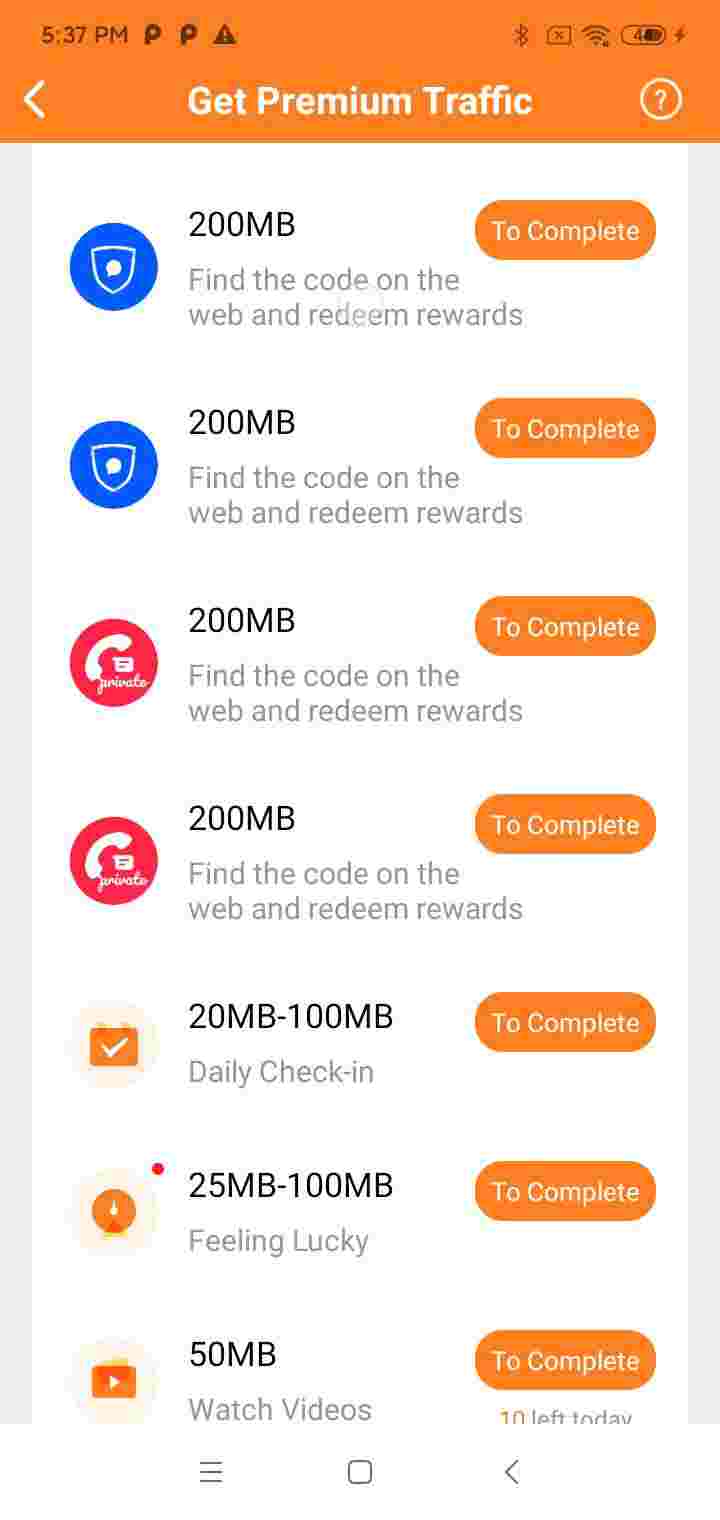 5:37 PM
Get Premium Traffic
?
200MB
To Complete
Find the code on the
web and redeem rewards
200MB
To Complete
Find the code on the
web and redeem rewards
200MB
To Complete
private
Find the code on the
web and redeem rewards
200MB
To Complete
private
Find the code on the
web and redeem rewards
20MB-100MB
To Complete
Daily Check-in
25MB-100MB
To Complete
Feeling Lucky
50MB
To Complete
Watch Videos
10 left today